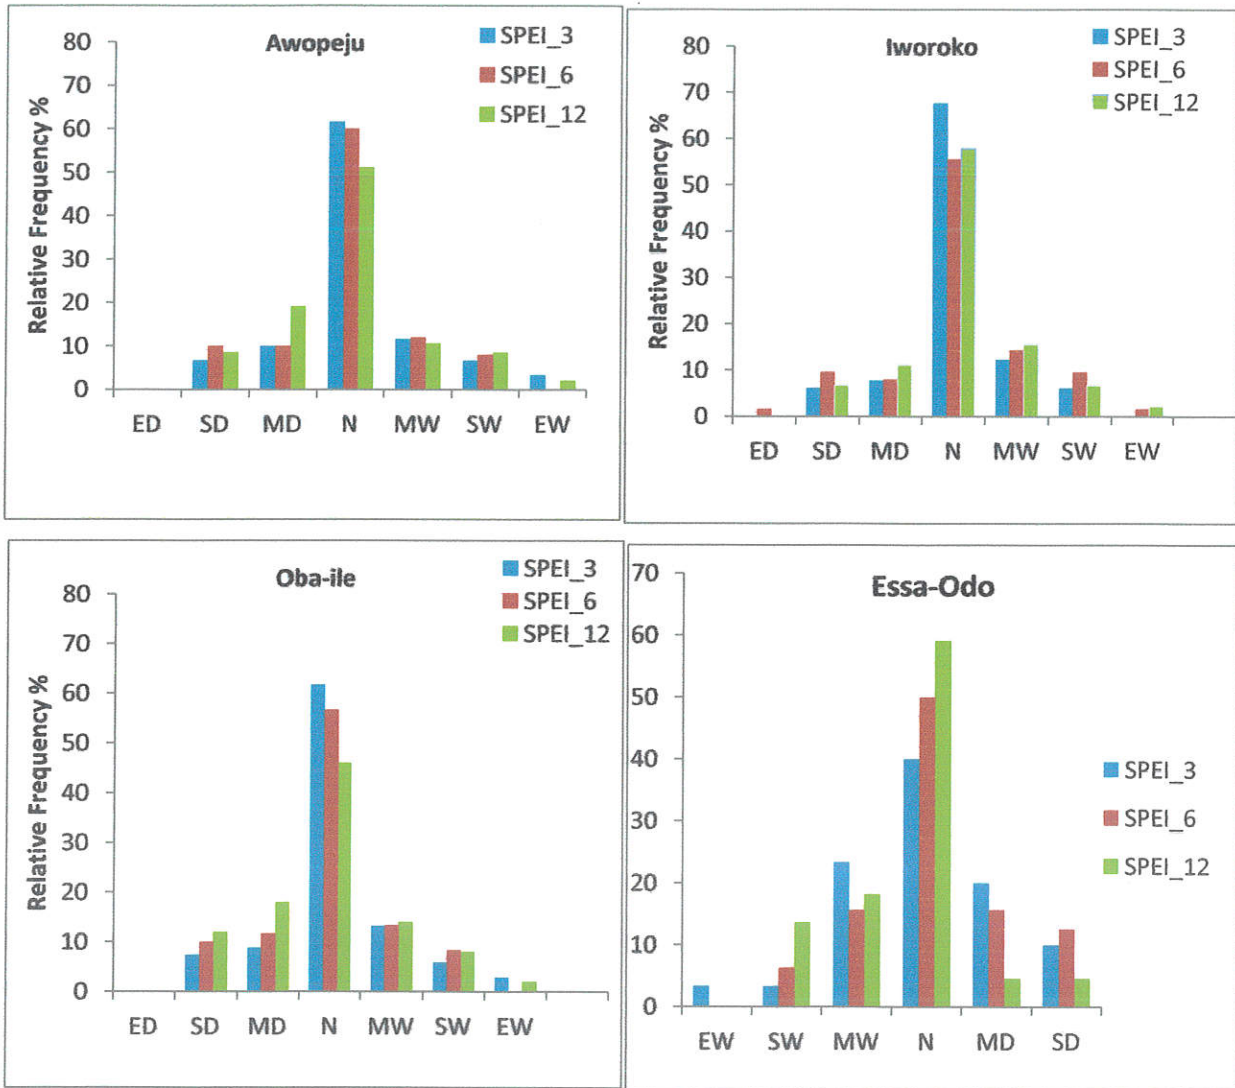 Awopeju
SPEI_3
SPEI_6
SPEI_12
Relative Frequency %
80
70
60
50
40
30
20
10
0
ED SD MD N MW SW EW
Iworoko
SPEI_3
SPEI_6
SPEI_12
Relative Frequency %
80
70
60
50
40
30
20
10
0
ED SD MD N MW SW EW
Oba-ile
SPEI_3
SPEI_6
SPEI_12
Relative Frequency %
80
70
60
50
40
30
20
10
0
ED SD MD N MW SW EW
Essa-Odo
70
60
50
40
30
20
10
0
SPEI_3
SPEI_6
SPEI_12
EW SW MW N MD SD